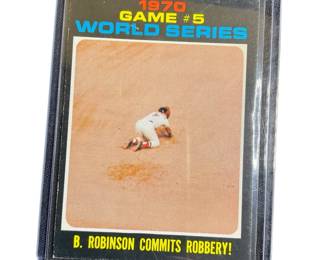 1970
GAME #5
WORLD SERIES
B. ROBINSON COMMITS ROBBERY!